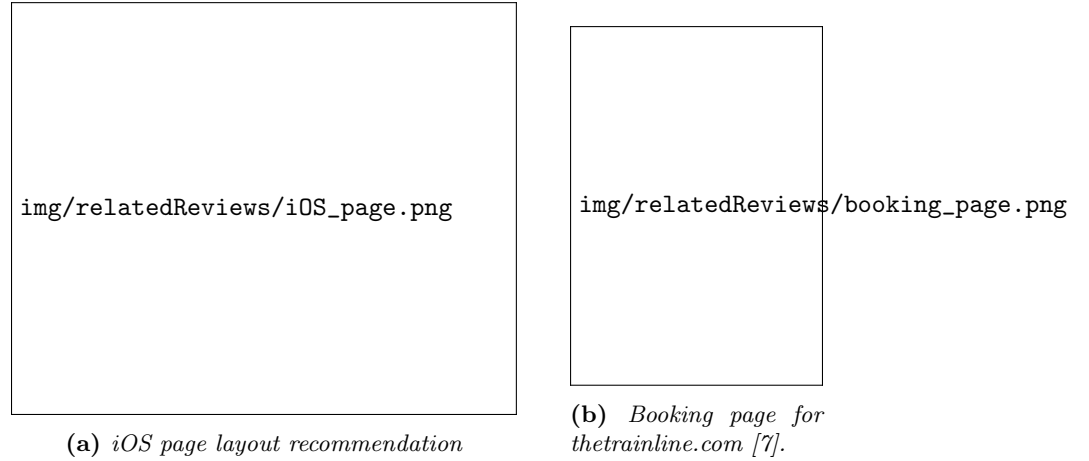 img/relatedReviews/iOS_page.png
(a) iOS page layout recommendation
img/relatedReviews/booking_page.png
(b) Booking page for
thetrainline.com [7].